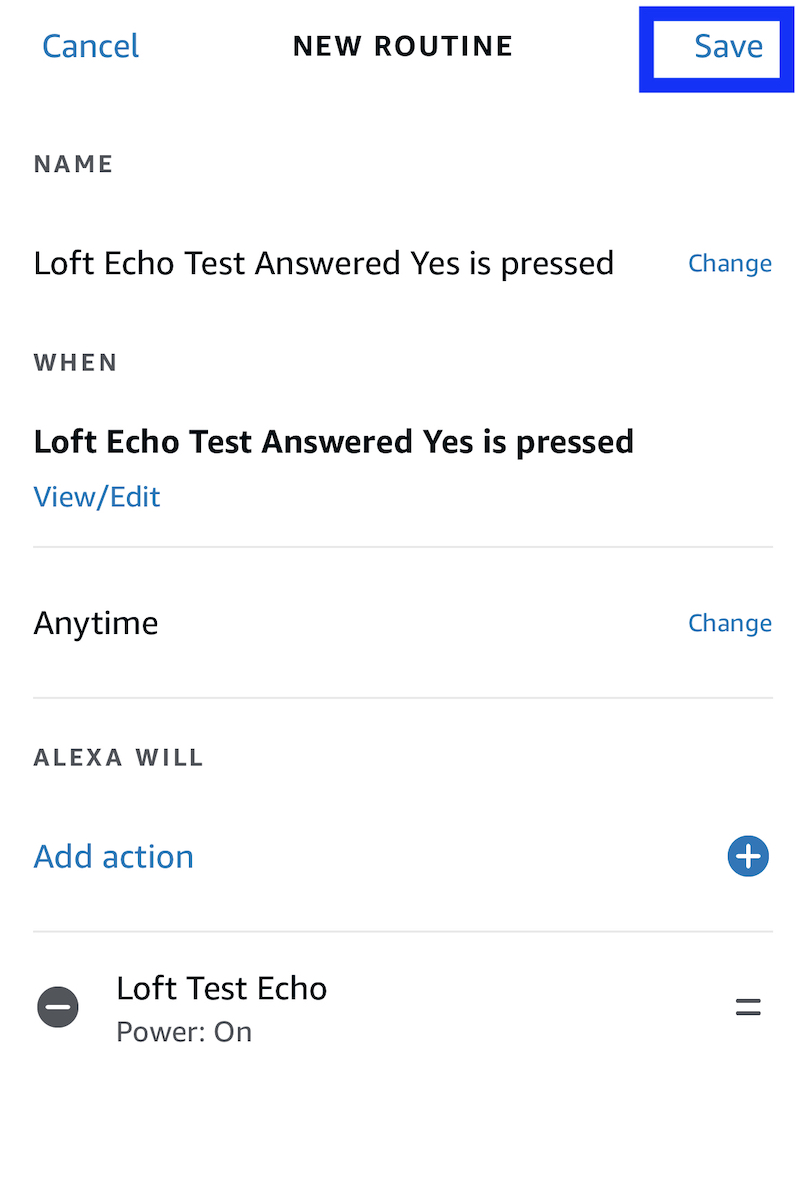 Cancel NEW ROUTINE Save
NAME
Loft Echo Test Answered Yes is pressed Change
WHEN
Loft Echo Test Answered Yes is pressed
View/Edit
Anytime Change
ALEXA WILL
Add action
Loft Test Echo
Power: On